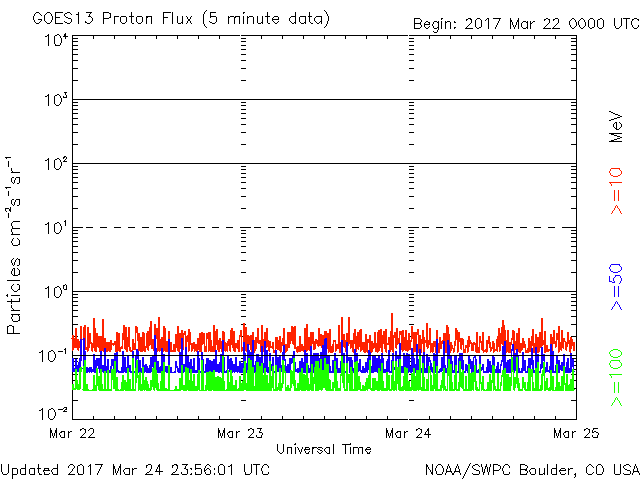 GOES13 Proton Flux (5 minute data)
Begin: 2017 Mar 22 0000 UTC
10⁴
10³
10²
10¹
10⁰
10⁻¹
10⁻²
Particles cm⁻²s⁻¹sr⁻¹
MeV
>=10
>=50
>=100
Mar 22
Mar 23
Mar 24
Mar 25
Universal Time
Updated 2017 Mar 24 23:56:01 UTC
NOAA/SWPC Boulder, CO USA